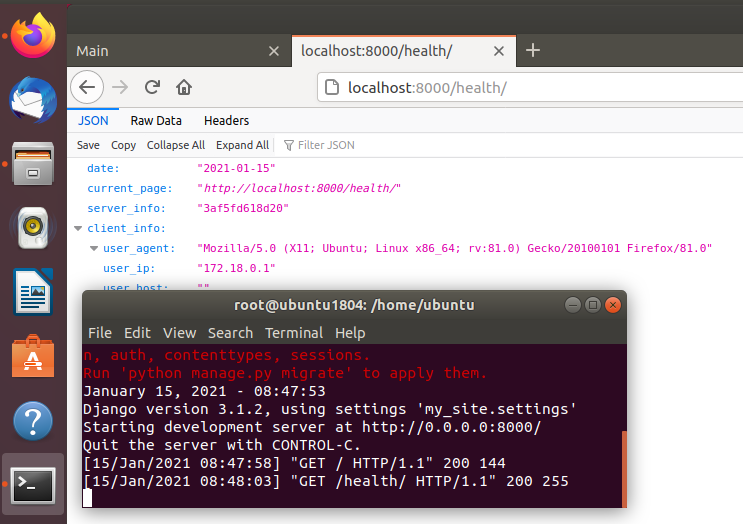 Main
localhost:8000/health/
localhost:8000/health/
JSON Raw Data Headers
Save Copy Collapse All Expand All Filter JSON
date: "2021-01-15"
current_page: "http://localhost:8000/health/"
server_info: "3af5fd618d20"
client_info:
user_agent: "Mozilla/5.0 (X11; Ubuntu; Linux x86_64; rv:81.0) Gecko/20100101 Firefox/81.0"
user_ip: "172.18.0.1"
user_host: ""
root@ubuntu1804: /home/ubuntu
File Edit View Search Terminal Help
n, auth, contenttypes, sessions.
Run 'python manage.py migrate' to apply them.
January 15, 2021 - 08:47:53
Django version 3.1.2, using settings 'my_site.settings'
Starting development server at http://0.0.0.0:8000/
Quit the server with CONTROL-C.
[15/Jan/2021 08:47:58] "GET / HTTP/1.1" 200 144
[15/Jan/2021 08:48:03] "GET /health/ HTTP/1.1" 200 255